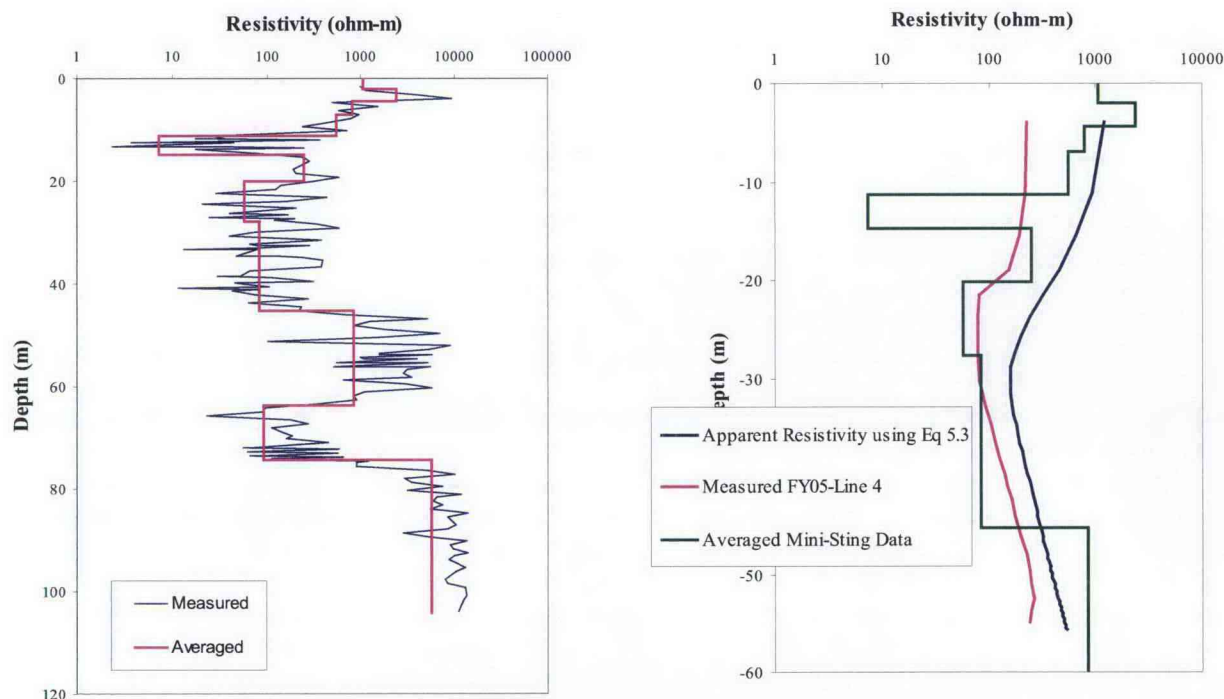 Resistivity (ohm-m)
1 10 100 1000 10000 100000
0
20
40
60
80
100
120
Depth (m)
Measured
Averaged
Resistivity (ohm-m)
1 10 100 1000 10000
0
-10
-20
-30
-50
-60
epth (m)
Apparent Resistivity using Eq 5.3
Measured FY05-Line 4
Averaged Mini-Sting Data